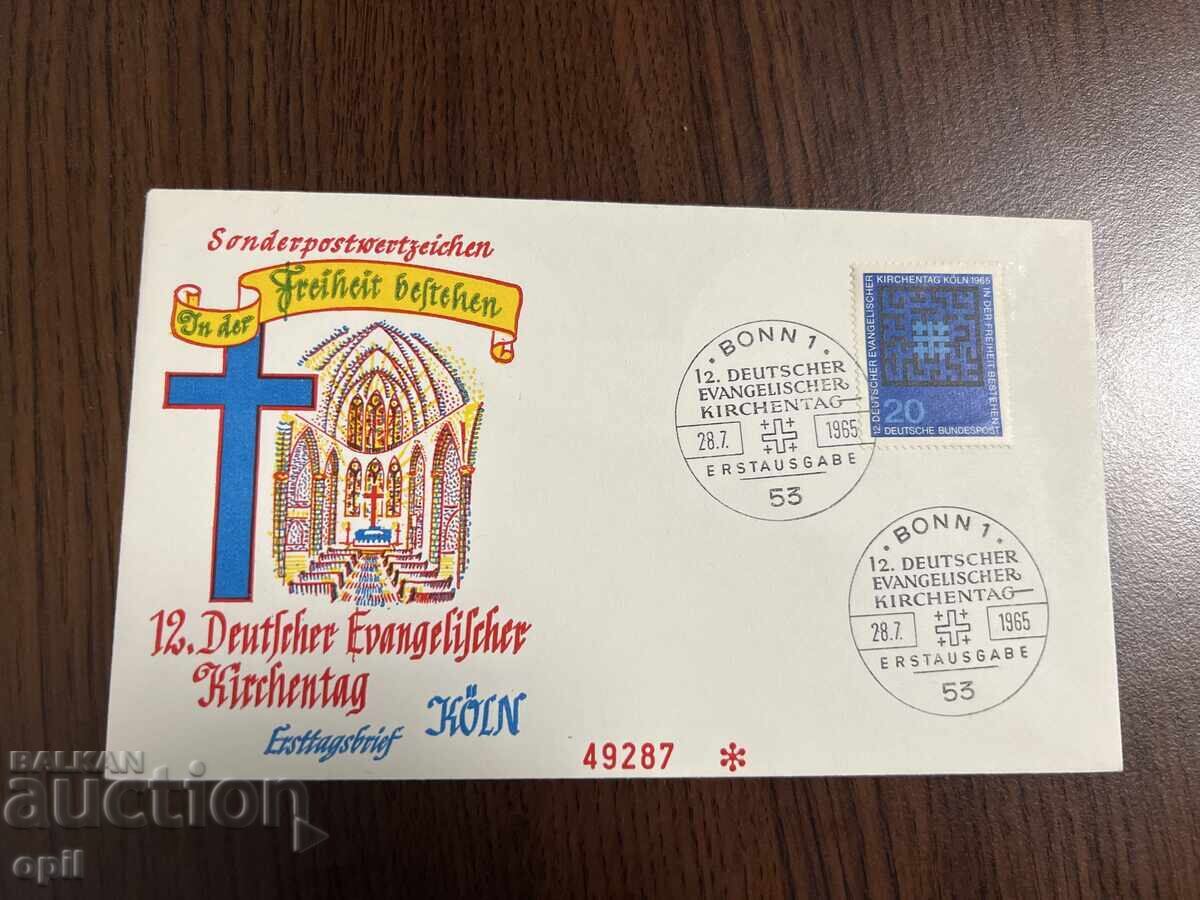 Sonderpostwertzeichen
In der Freiheit bestehen
12. Deutscher Evangelischer
Kirchentag
KÖLN
Ersttagsbrief
49287 *
12 DEUTSCHER EVANGELISCHER KIRCHENTAG KÖLN 1965 IN DER FREIHEIT BESTEHEN
20
DEUTSCHE BUNDESPOST
· BONN 1 ·
12. DEUTSCHER
EVANGELISCHER
KIRCHENTAG
28.7. 1965
ERSTAUSGABE
53
· BONN 1 ·
12. DEUTSCHER
EVANGELISCHER
KIRCHENTAG
28.7. 1965
ERSTAUSGABE
53
BALKAN
auction
opil